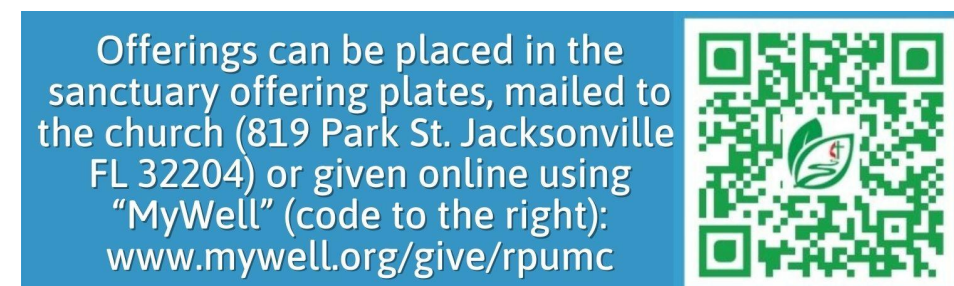 Offerings can be placed in the
sanctuary offering plates, mailed to
the church (819 Park St. Jacksonville
FL 32204) or given online using
“MyWell” (code to the right):
www.mywell.org/give/rpumc